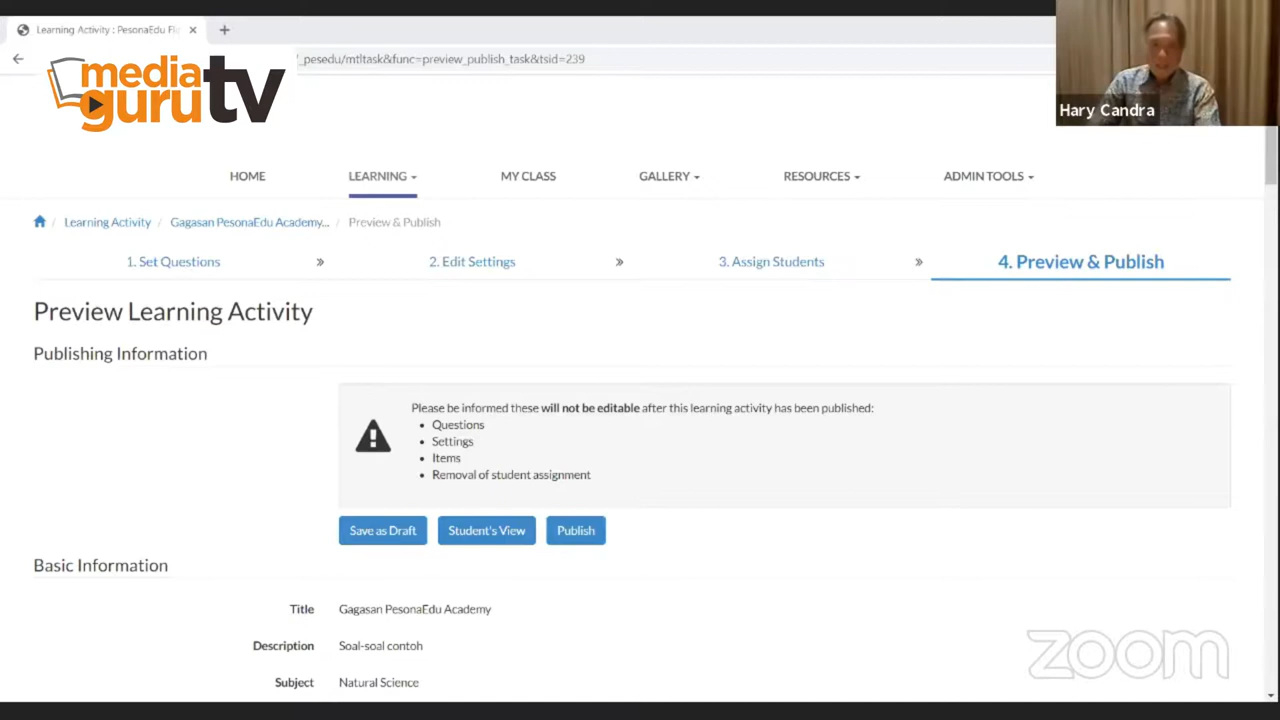 Learning Activity : PesonaEdu Fl
_pesedu/mtltask&func=preview_publish_task&tsid=239
media
guru
tv
Hary Candra
HOME
LEARNING
MY CLASS
GALLERY
RESOURCES
ADMIN TOOLS
/ Learning Activity / Gagasan PesonaEdu Academy... / Preview & Publish
1. Set Questions » 2. Edit Settings » 3. Assign Students » 4. Preview & Publish
Preview Learning Activity
Publishing Information
Please be informed these will not be editable after this learning activity has been published:
• Questions
• Settings
• Items
• Removal of student assignment
Save as Draft
Student's View
Publish
Basic Information
Title Gagasan PesonaEdu Academy
Description Soal-soal contoh
Subject Natural Science
zoom